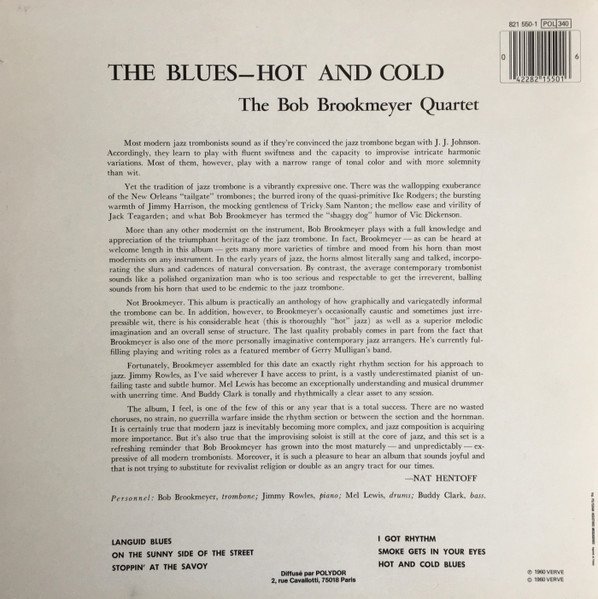 821 550-1 POL 340
0 42282 15501 6
THE BLUES—HOT AND COLD
The Bob Brookmeyer Quartet
Most modern jazz trombonists sound as if they're convinced the jazz trombone began with J. J. Johnson.
Accordingly, they learn to play with fluent swiftness and the capacity to improvise intricate harmonic
variations. Most of them, however, play with a narrow range of tonal color and with more solemnity
than wit.
Yet the tradition of jazz trombone is a vibrantly expressive one. There was the walloping exuberance
of the New Orleans "tailgate" trombones; the burred irony of the quasi-primitive Ike Rodgers; the bursting
warmth of Jimmy Harrison, the mocking gentleness of Tricky Sam Nanton; the mellow ease and virility of
Jack Teagarden; and what Bob Brookmeyer has termed the "shaggy dog" humor of Vic Dickenson.
More than any other modernist on the instrument, Bob Brookmeyer plays with a full knowledge and
appreciation of the triumphant heritage of the jazz trombone. In fact, Brookmeyer — as can be heard at
welcome length in this album — gets many more varieties of timbre and mood from his horn than most
modernists on any instrument. In the early years of jazz, the horns almost literally sang and talked, incorpo-
rating the slurs and cadences of natural conversation. By contrast, the average contemporary trombonist
sounds like a polished organization man who is too serious and respectable to get the irreverent, balling
sounds from his horn that used to be endemic to the jazz trombone.
Not Brookmeyer. This album is practically an anthology of how graphically and variegatedly informal
the trombone can be. In addition, however, to Brookmeyer's occasionally caustic and sometimes just irre-
pressible wit, there is his considerable heat (this is thoroughly "hot" jazz) as well as a superior melodic
imagination and an overall sense of structure. The last quality probably comes in part from the fact that
Brookmeyer is also one of the more personally imaginative contemporary jazz arrangers. He's currently ful-
filling playing and writing roles as a featured member of Gerry Mulligan's band.
Fortunately, Brookmeyer assembled for this date an exactly right rhythm section for his approach to
jazz. Jimmy Rowles, as I've said wherever I have access to print, is a vastly underestimated pianist of un-
failing taste and subtle humor. Mel Lewis has become an exceptionally understanding and musical drummer
with unerring time. And Buddy Clark is tonally and rhythmically a clear asset to any session.
The album, I feel, is one of the few of this or any year that is a total success. There are no wasted
choruses, no strain, no guerrilla warfare inside the rhythm section or between the section and the hornman.
It is certainly true that modern jazz is inevitably becoming more complex, and jazz composition is acquiring
more importance. But it's also true that the improvising soloist is still at the core of jazz, and this set is a
refreshing reminder that Bob Brookmeyer has grown into the most maturely — and unpredictably — ex-
pressive of all modern trombonists. Moreover, it is such a pleasure to hear an album that sounds joyful and
that is not trying to substitute for revivalist religion or double as an angry tract for our times.
—NAT HENTOFF
Personnel: Bob Brookmeyer, trombone; Jimmy Rowles, piano; Mel Lewis, drums; Buddy Clark, bass.
LANGUID BLUES
ON THE SUNNY SIDE OF THE STREET
STOPPIN' AT THE SAVOY
I GOT RHYTHM
SMOKE GETS IN YOUR EYES
HOT AND COLD BLUES
Diffusé par POLYDOR
2, rue Cavallotti, 75018 Paris
℗ 1960 VERVE
© 1960 VERVE